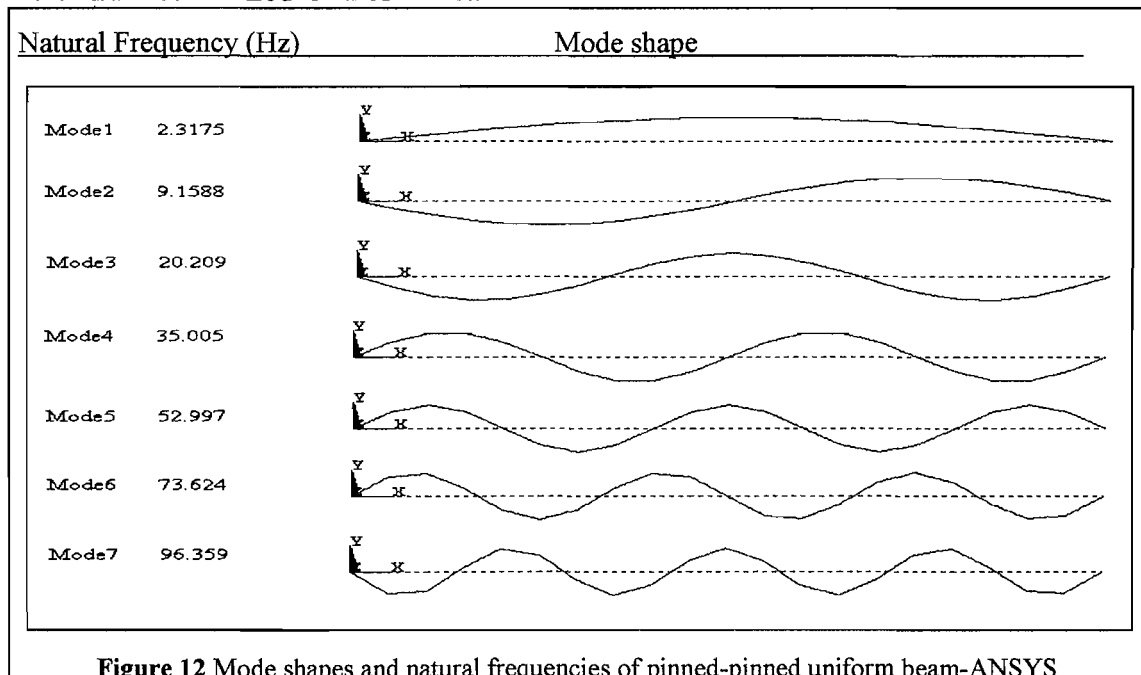 Natural Frequency (Hz) Mode shape
Y
X
Mode1 2.3175
Y
X
Mode2 9.1588
Y
X
Mode3 20.209
Y
X
Mode4 35.005
Y
X
Mode5 52.997
Y
X
Mode6 73.624
Y
X
Mode7 96.359
Figure 12 Mode shapes and natural frequencies of pinned-pinned uniform beam-ANSYS